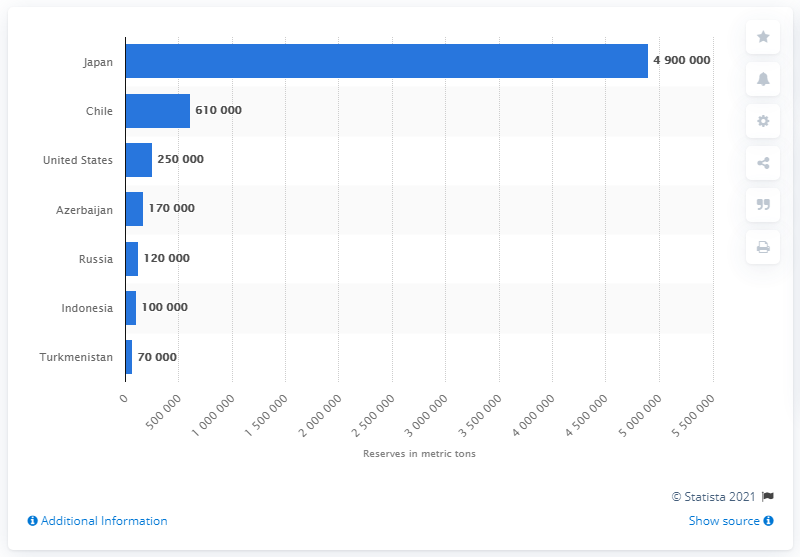 Japan 4 900 000
Chile 610 000
United States 250 000
Azerbaijan 170 000
Russia 120 000
Indonesia 100 000
Turkmenistan 70 000
0 500 000 1 000 000 1 500 000 2 000 000 2 500 000 3 000 000 3 500 000 4 000 000 4 500 000 5 000 000 5 500 000
Reserves in metric tons
© Statista 2021
Additional Information Show source